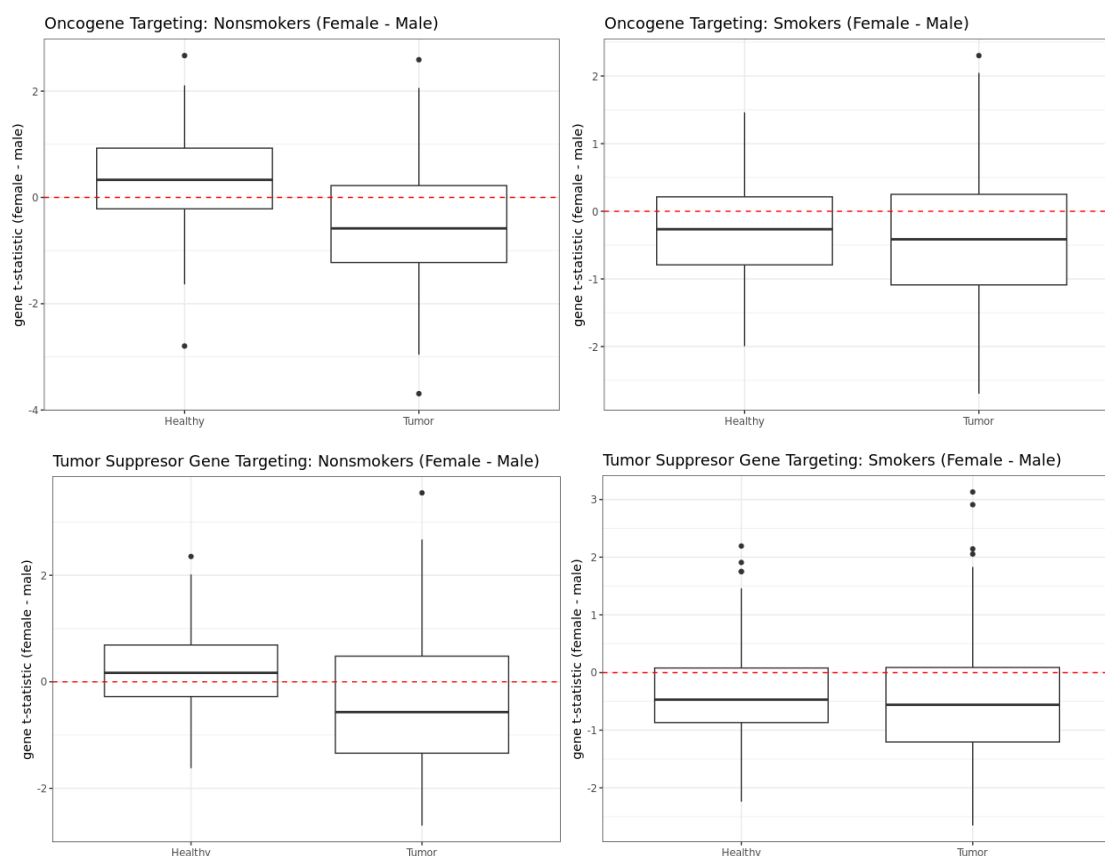 Oncogene Targeting: Nonsmokers (Female - Male)
gene t-statistic (female - male)
2
0
-2
-4
Healthy
Tumor
Oncogene Targeting: Smokers (Female - Male)
gene t-statistic (female - male)
2
1
0
-1
-2
Healthy
Tumor
Tumor Suppresor Gene Targeting: Nonsmokers (Female - Male)
gene t-statistic (female - male)
2
0
-2
Healthy
Tumor
Tumor Suppresor Gene Targeting: Smokers (Female - Male)
gene t-statistic (female - male)
3
2
1
0
-1
-2
Healthy
Tumor